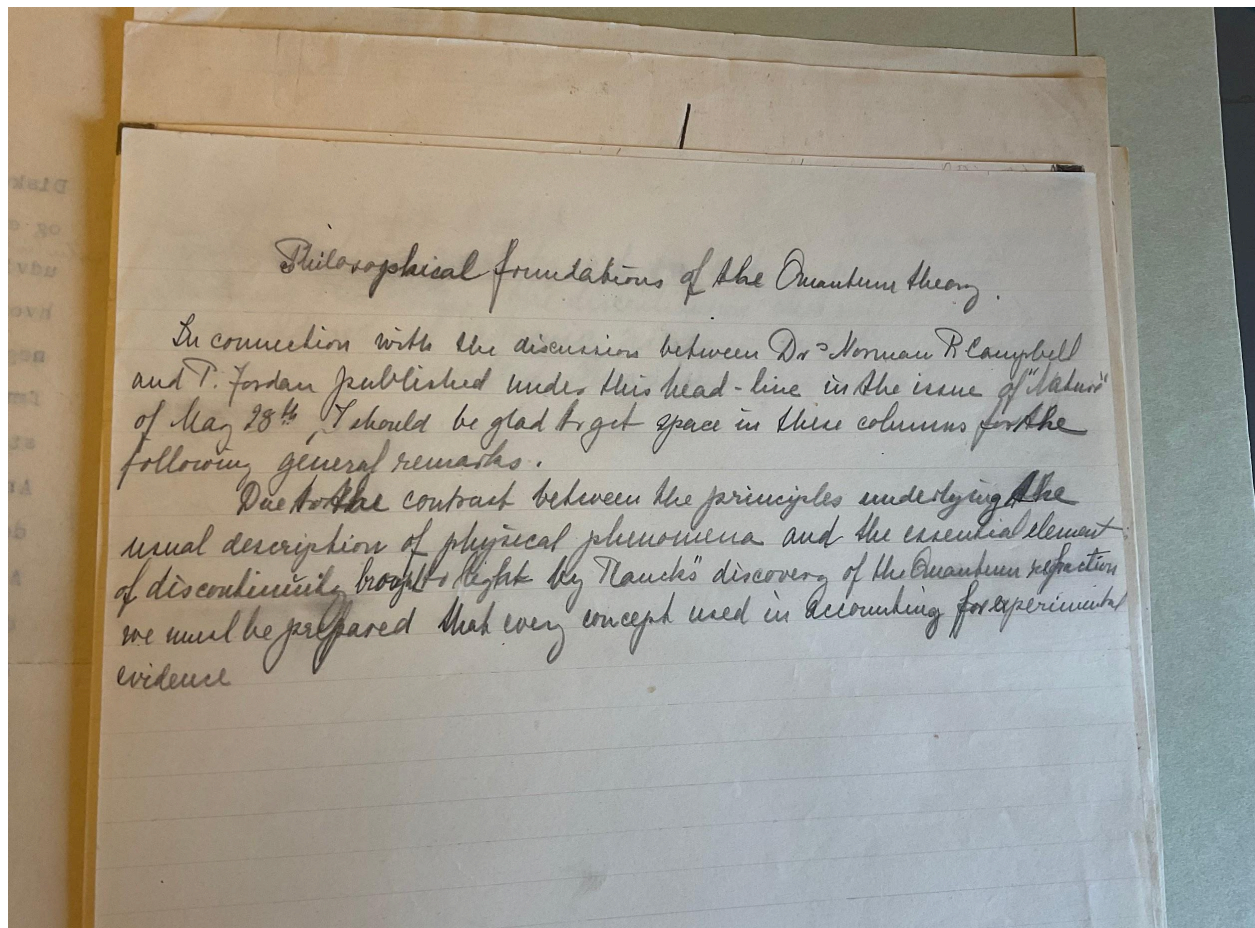 Philosophical foundations of the Quantum theory.
In connection with the discussion between Drs Norman R Campbell
and P. Jordan published under this head-line in the issue of "Nature"
of May 28th, I should be glad to get space in these columns for the
following general remarks.
Due to the contrast between the principles underlying the
usual description of physical phenomena and the essential element
of discontinuity brought to light by Planck's discovery of the Quantum of action
we must be prepared that every concept used in accounting for experimental
evidence